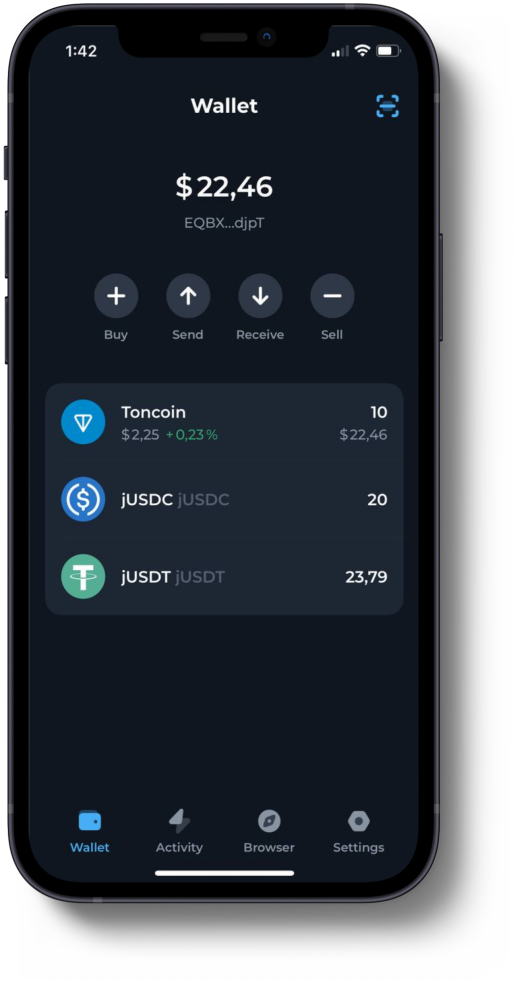 1:42
Wallet
$22,46
EQBX...djpT
Buy Send Receive Sell
Toncoin 10
$2,25 +0,23% $22,46
jUSDC jUSDC 20
jUSDT jUSDT 23,79
Wallet Activity Browser Settings